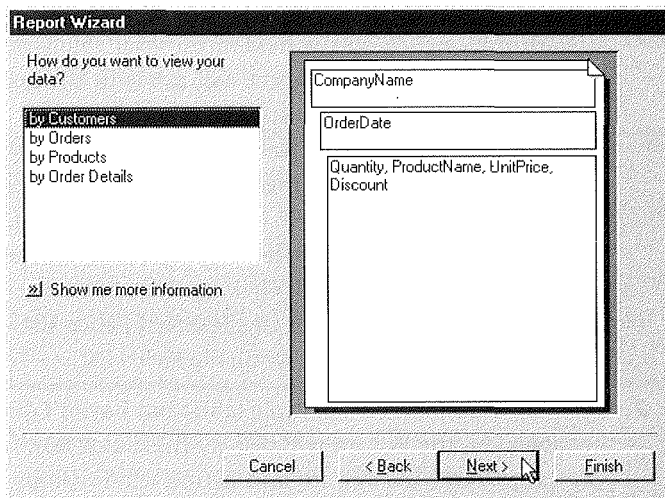 Report Wizard
How do you want to view your
data?
by Customers
by Orders
by Products
by Order Details
» Show me more information
CompanyName
OrderDate
Quantity, ProductName, UnitPrice,
Discount
Cancel
< Back
Next >
Finish